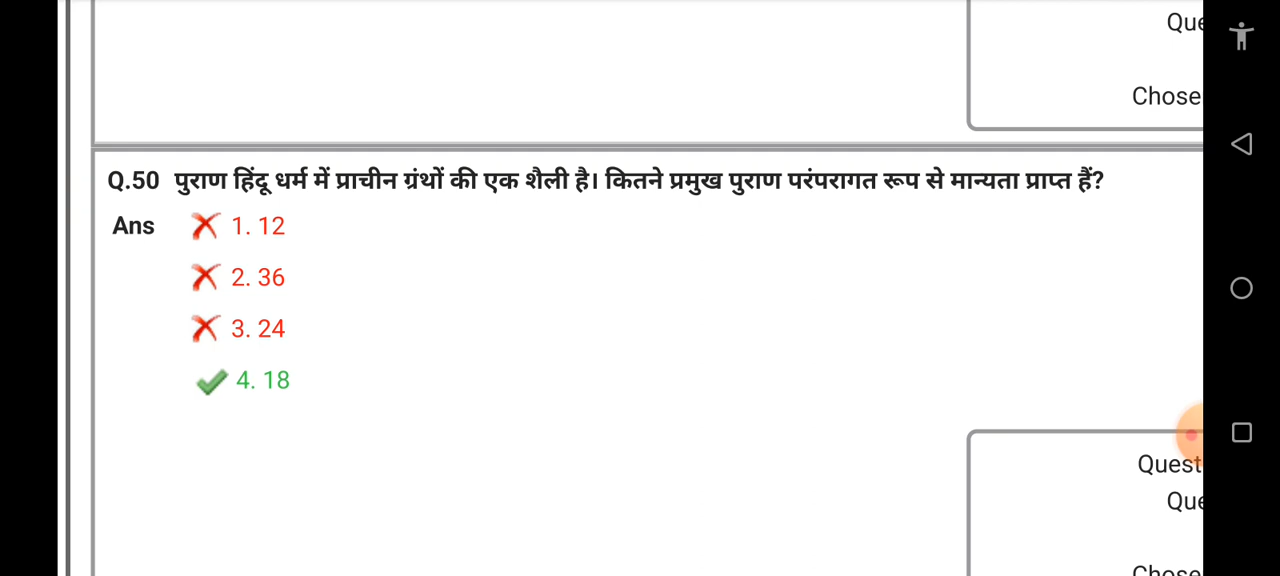 Que
Chose
Q.50 पुराण हिंदू धर्म में प्राचीन ग्रंथों की एक शैली है। कितने प्रमुख पुराण परंपरागत रूप से मान्यता प्राप्त हैं?
Ans 1. 12
2. 36
3. 24
4. 18
Quest
Que
Chose